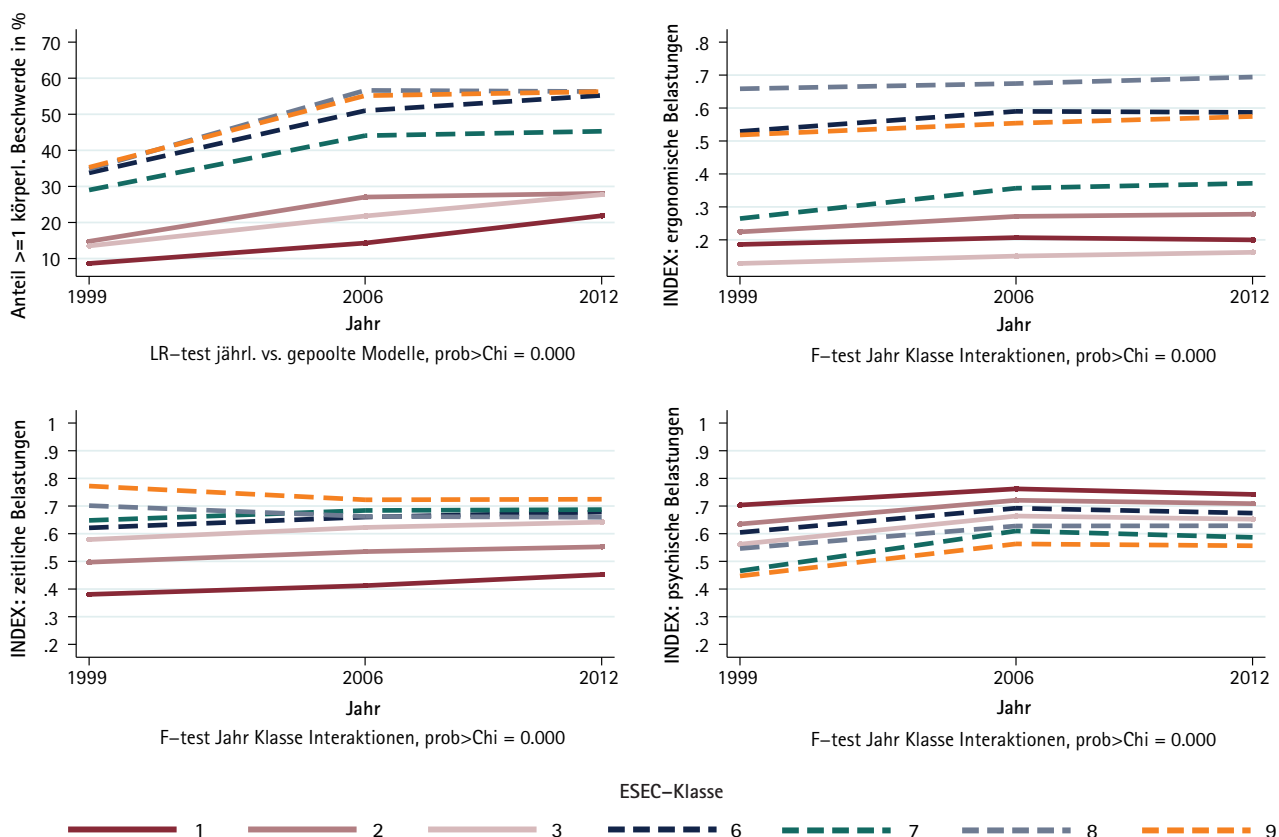 Anteil >=1 körperl. Beschwerde in %
70
60
50
40
30
20
10
1999 2006 2012
Jahr
LR–test jährl. vs. gepoolte Modelle, prob>Chi = 0.000
INDEX: ergonomische Belastungen
.8
.7
.6
.5
.4
.3
.2
1999 2006 2012
Jahr
F–test Jahr Klasse Interaktionen, prob>Chi = 0.000
INDEX: zeitliche Belastungen
1
.9
.8
.7
.6
.5
.4
.3
.2
1999 2006 2012
Jahr
F–test Jahr Klasse Interaktionen, prob>Chi = 0.000
INDEX: psychische Belastungen
1
.9
.8
.7
.6
.5
.4
.3
.2
1999 2006 2012
Jahr
F–test Jahr Klasse Interaktionen, prob>Chi = 0.000
ESEC–Klasse
1 2 3 6 7 8 9